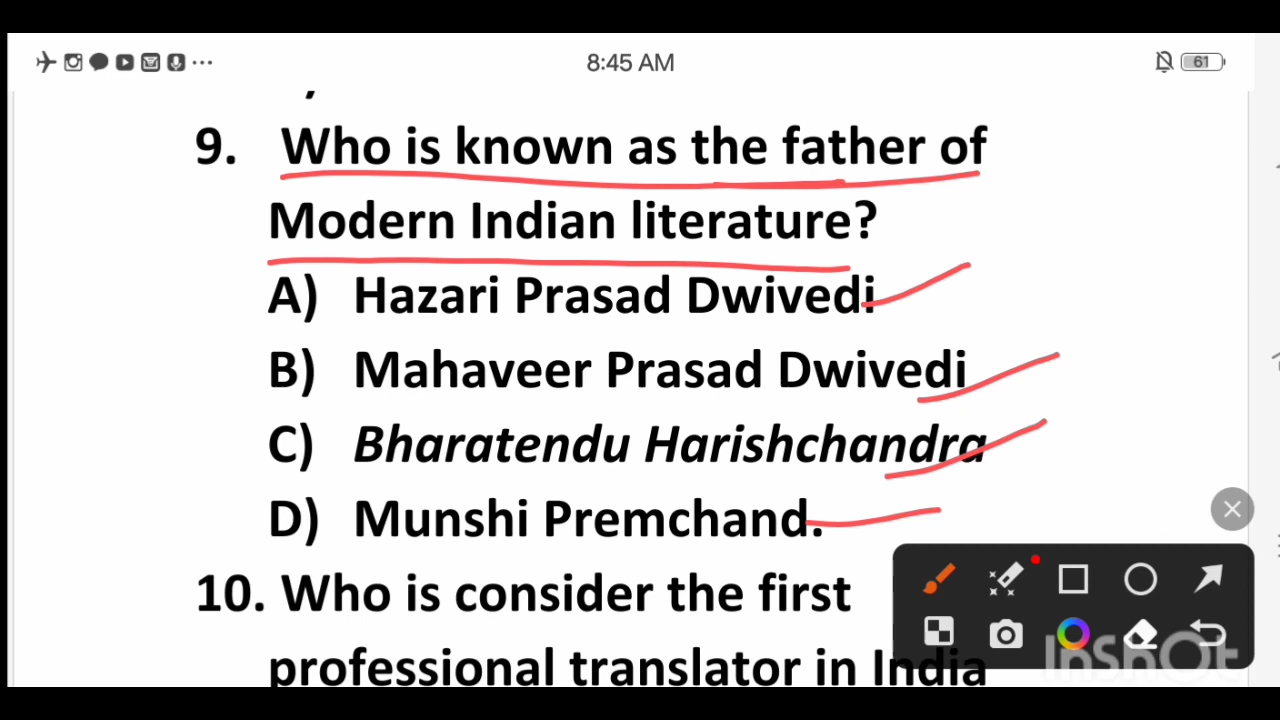 8:45 AM
61
9. Who is known as the father of
Modern Indian literature?
A) Hazari Prasad Dwivedi
B) Mahaveer Prasad Dwivedi
C) Bharatendu Harishchandra
D) Munshi Premchand.
10. Who is consider the first
professional translator in India
InShOt